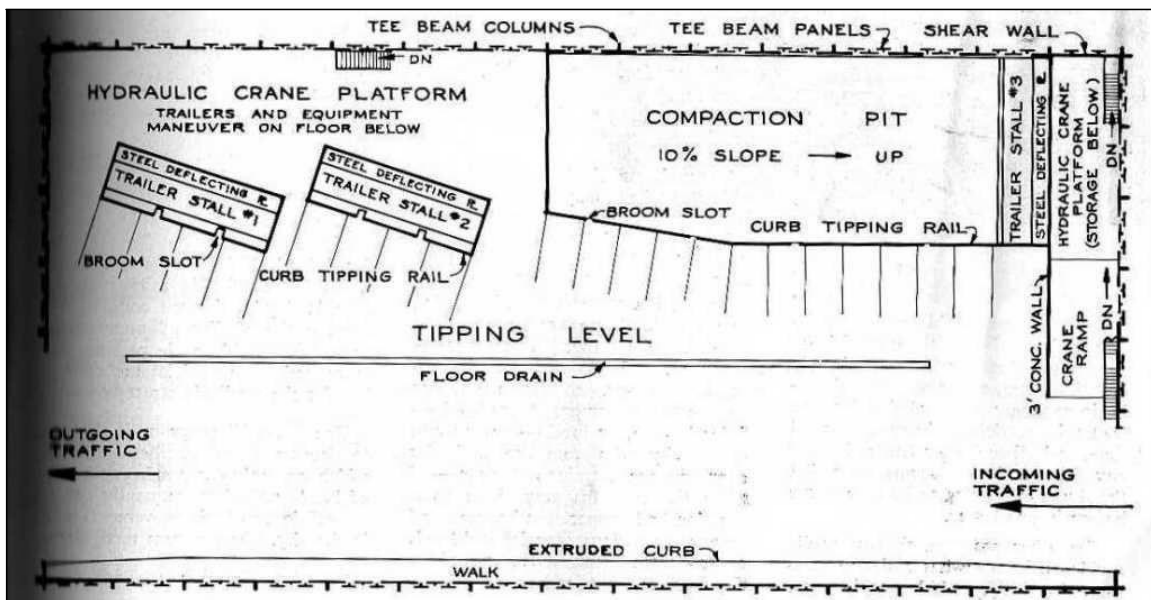 TEE BEAM COLUMNS
TEE BEAM PANELS
SHEAR WALL
DN
HYDRAULIC CRANE PLATFORM
TRAILERS AND EQUIPMENT
MANEUVER ON FLOOR BELOW
STEEL DEFLECTING PL
TRAILER STALL #1
STEEL DEFLECTING PL
TRAILER STALL #2
BROOM SLOT
CURB TIPPING RAIL
COMPACTION PIT
10% SLOPE UP
BROOM SLOT
CURB TIPPING RAIL
TRAILER STALL #3
STEEL DEFLECTING PL
HYDRAULIC CRANE
PLATFORM
(STORAGE BELOW)
DN
TIPPING LEVEL
FLOOR DRAIN
3' CONC. WALL
CRANE
RAMP
DN
OUTGOING
TRAFFIC
INCOMING
TRAFFIC
EXTRUDED CURB
WALK